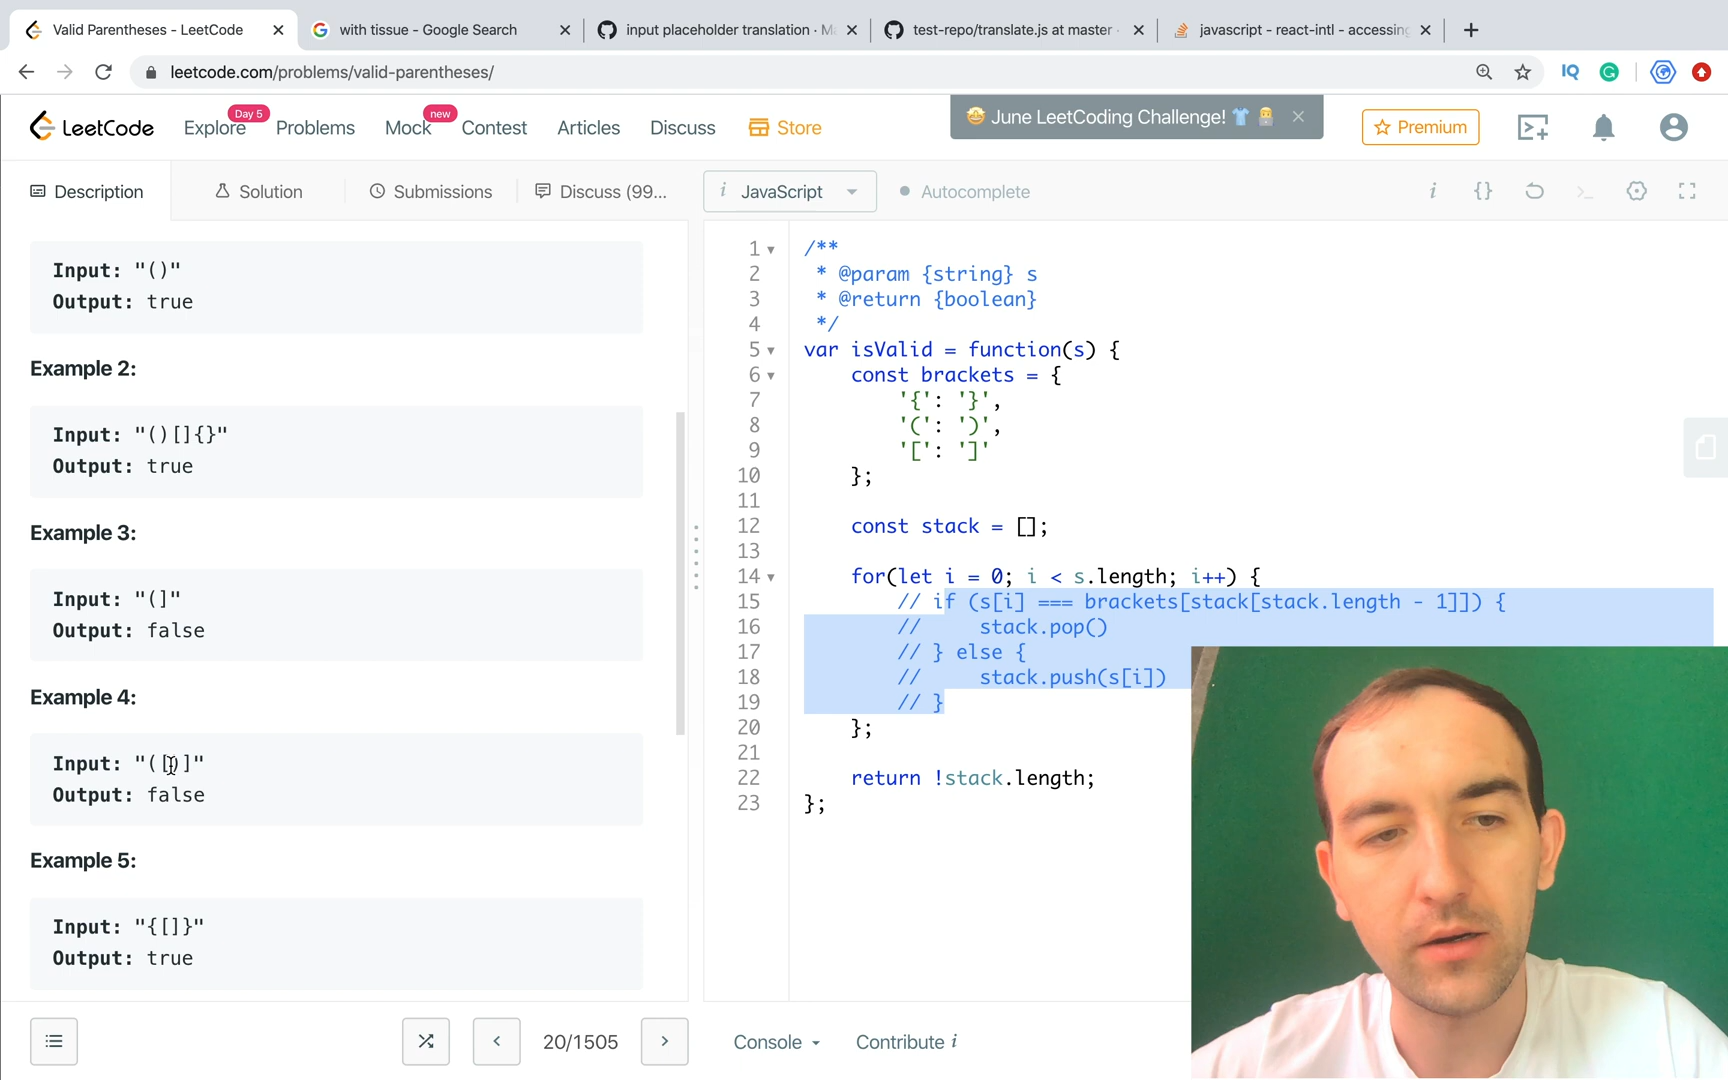 Valid Parentheses - LeetCode
with tissue - Google Search
input placeholder translation · Ma
test-repo/translate.js at master ·
javascript - react-intl - accessing
leetcode.com/problems/valid-parentheses/
IQ
LeetCode
Explore
Day 5
Problems
Mock
new
Contest
Articles
Discuss
Store
🤩 June LeetCoding Challenge! 👕
Premium
Description
Solution
Submissions
Discuss (99...
i JavaScript
Autocomplete
i {}
Input: "()"
Output: true
Example 2:
Input: "()[]{}"
Output: true
Example 3:
Input: "(]"
Output: false
Example 4:
Input: "([)]"
Output: false
Example 5:
Input: "{[]}"
Output: true
1 /**
2 * @param {string} s
3 * @return {boolean}
4 */
5 var isValid = function(s) {
6 const brackets = {
7 '{': '}',
8 '(': ')',
9 '[': ']'
10 };
11
12 const stack = [];
13
14 for(let i = 0; i < s.length; i++) {
15 // if (s[i] === brackets[stack[stack.length - 1]]) {
16 // stack.pop()
17 // } else {
18 // stack.push(s[i])
19 // }
20 };
21
22 return !stack.length;
23 };
20/1505
Console
Contribute i